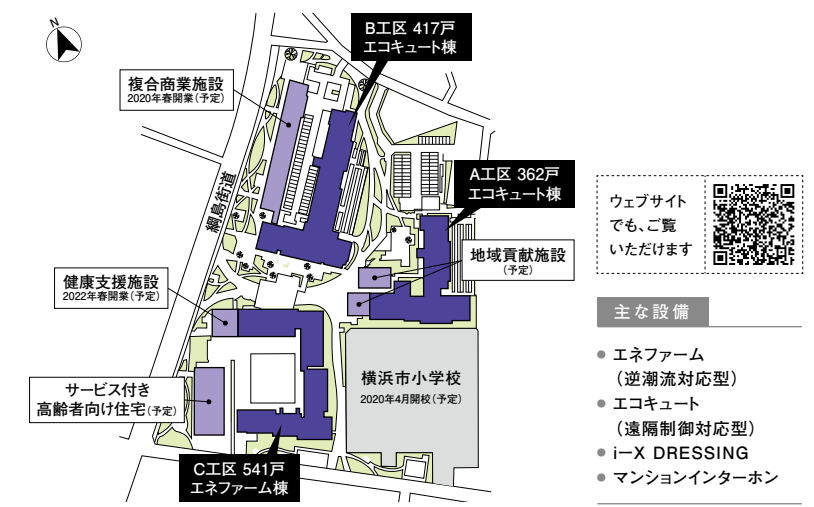 N
B工区 417戸
エコキュート棟
複合商業施設
2020年春開業(予定)
綱島街道
A工区 362戸
エコキュート棟
地域貢献施設
(予定)
健康支援施設
2022年春開業(予定)
横浜市小学校
2020年4月開校(予定)
サービス付き
高齢者向け住宅(予定)
C工区 541戸
エネファーム棟
ウェブサイト
でも、ご覧
いただけます
主な設備
● エネファーム
(逆潮流対応型)
● エコキュート
(遠隔制御対応型)
● i−X DRESSING
● マンションインターホン